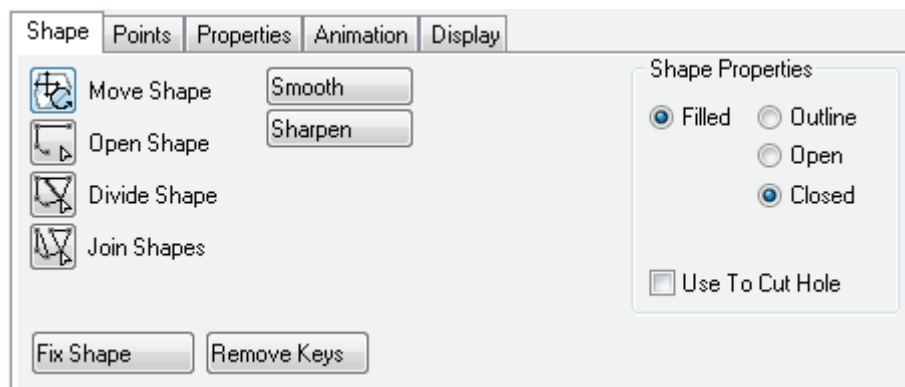 Shape Points Properties Animation Display
Move Shape Smooth
Open Shape Sharpen
Divide Shape
Join Shapes
Fix Shape Remove Keys
Shape Properties
Filled Outline
Open
Closed
Use To Cut Hole